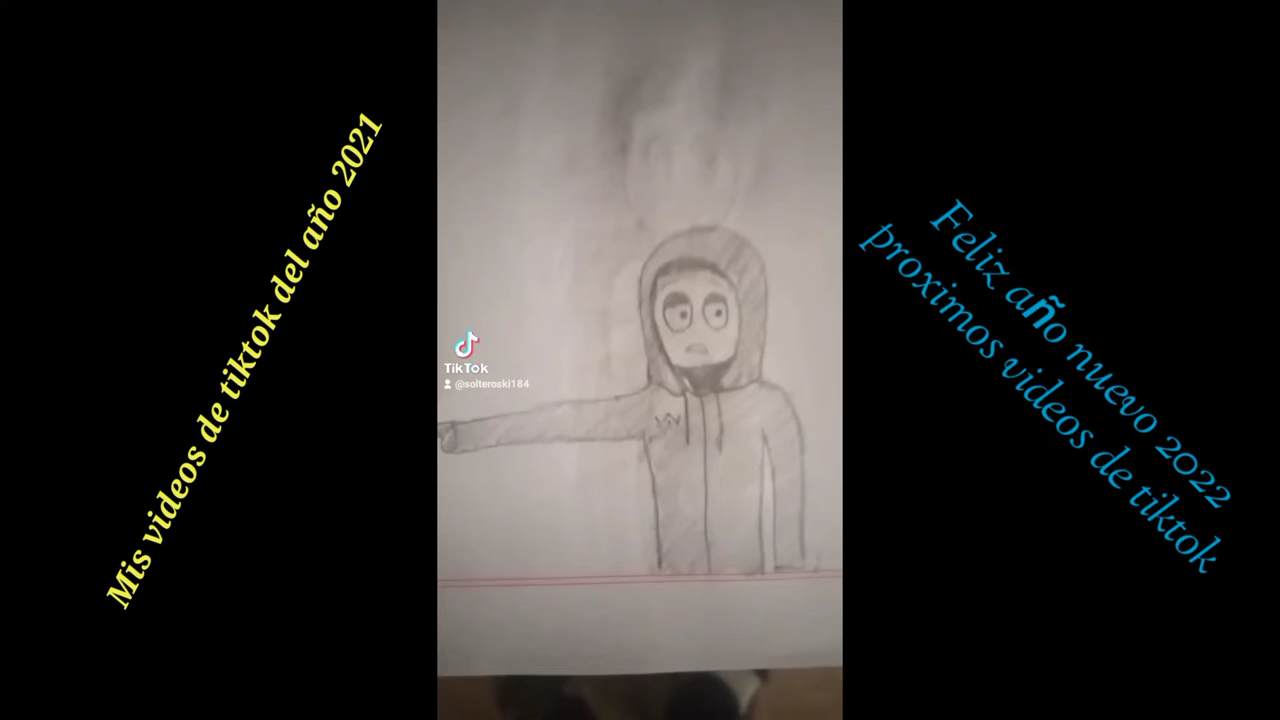 Mis videos de tiktok del año 2021
TikTok
@solteroski184
Feliz año nuevo 2022
proximos videos de tiktok